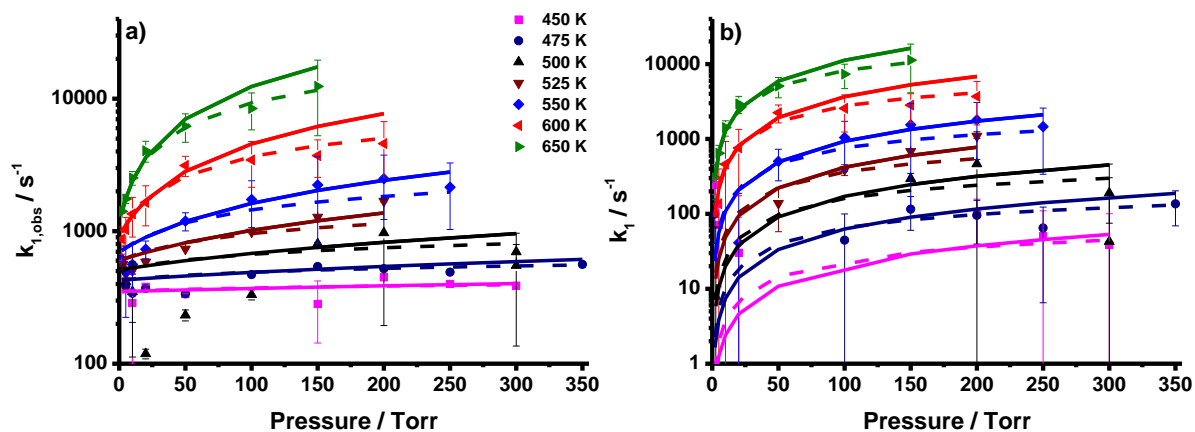 a)
k1,obs / s-1
10000
1000
100
0 50 100 150 200 250 300 350
Pressure / Torr
450 K
475 K
500 K
525 K
550 K
600 K
650 K
b)
k1 / s-1
10000
1000
100
10
1
0 50 100 150 200 250 300 350
Pressure / Torr